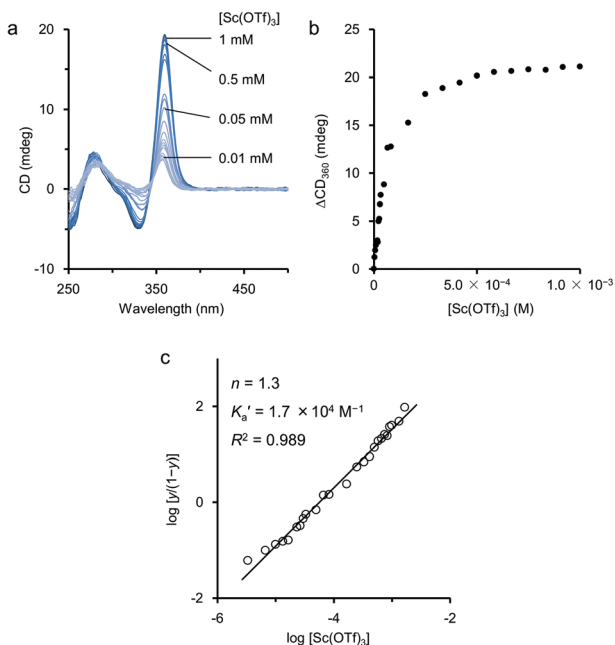 a
[Sc(OTf)₃]
1 mM
0.5 mM
0.05 mM
0.01 mM
20
10
0
-10
CD (mdeg)
250
350
450
Wavelength (nm)
b
30
20
10
0
ΔCD₃₆₀
(mdeg)
0
5.0 × 10⁻⁴
1.0 × 10⁻³
[Sc(OTf)₃] (M)
c
n = 1.3
Kₐ′ = 1.7 × 10⁴ M⁻¹
R² = 0.989
2
0
-2
log [y/(1−y)]
-6
-4
-2
log [Sc(OTf)₃]